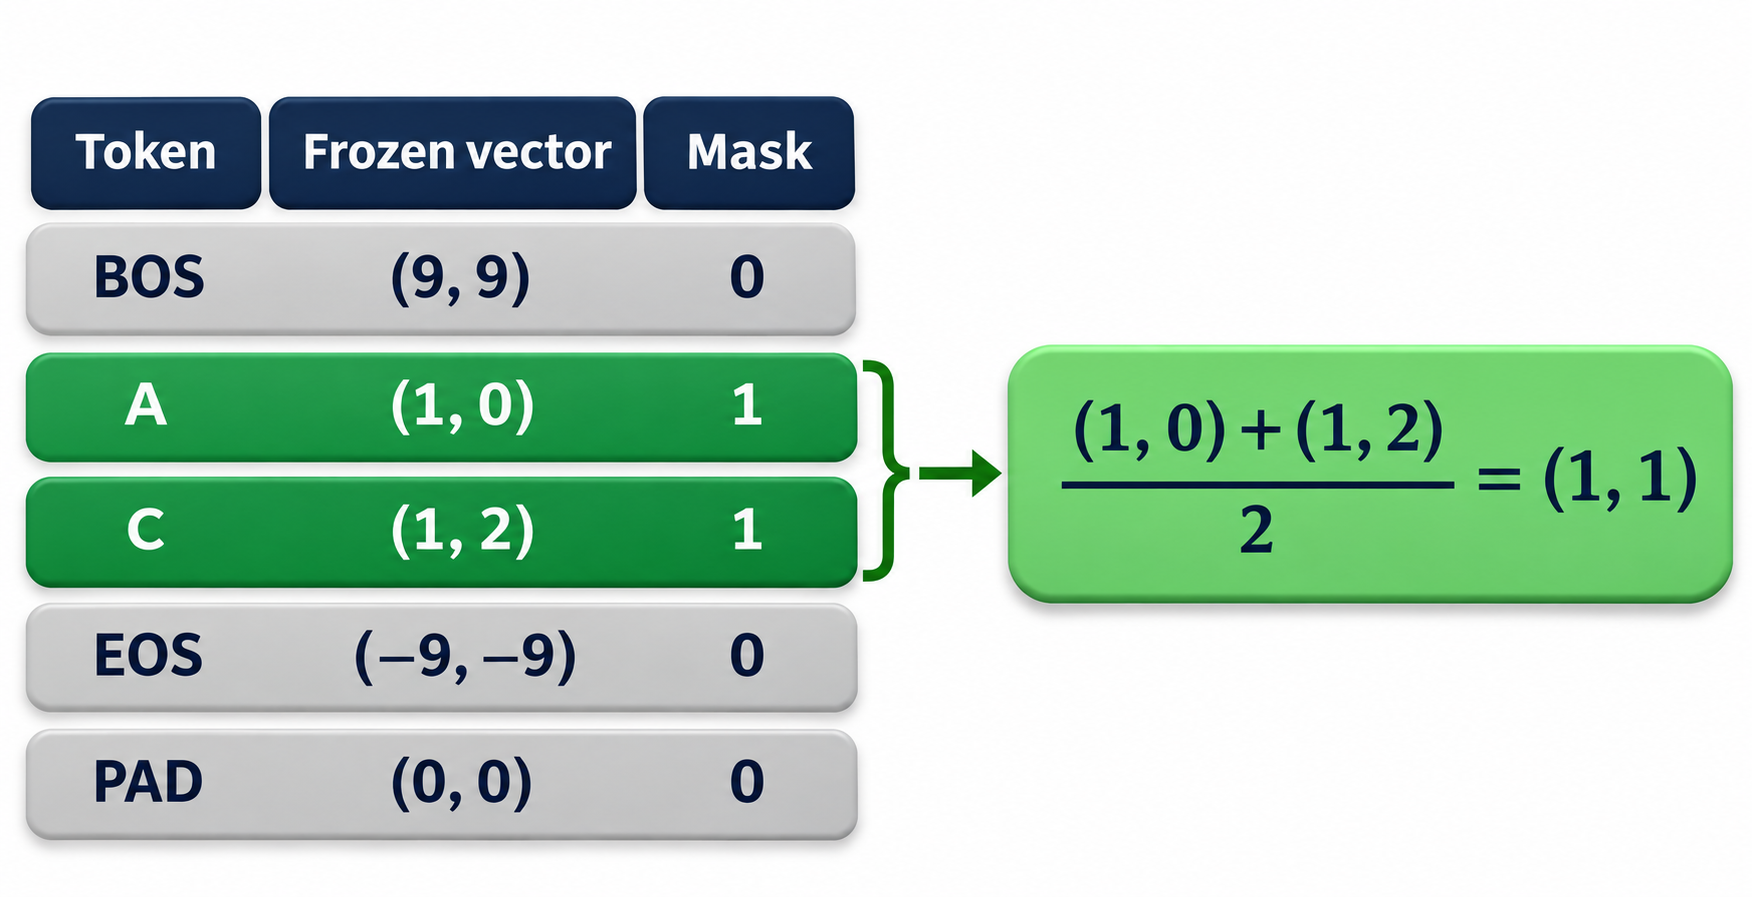 Token Frozen vector Mask
BOS (9, 9) 0
A (1, 0) 1
C (1, 2) 1
EOS (−9, −9) 0
PAD (0, 0) 0
(1, 0) + (1, 2)
2
= (1, 1)